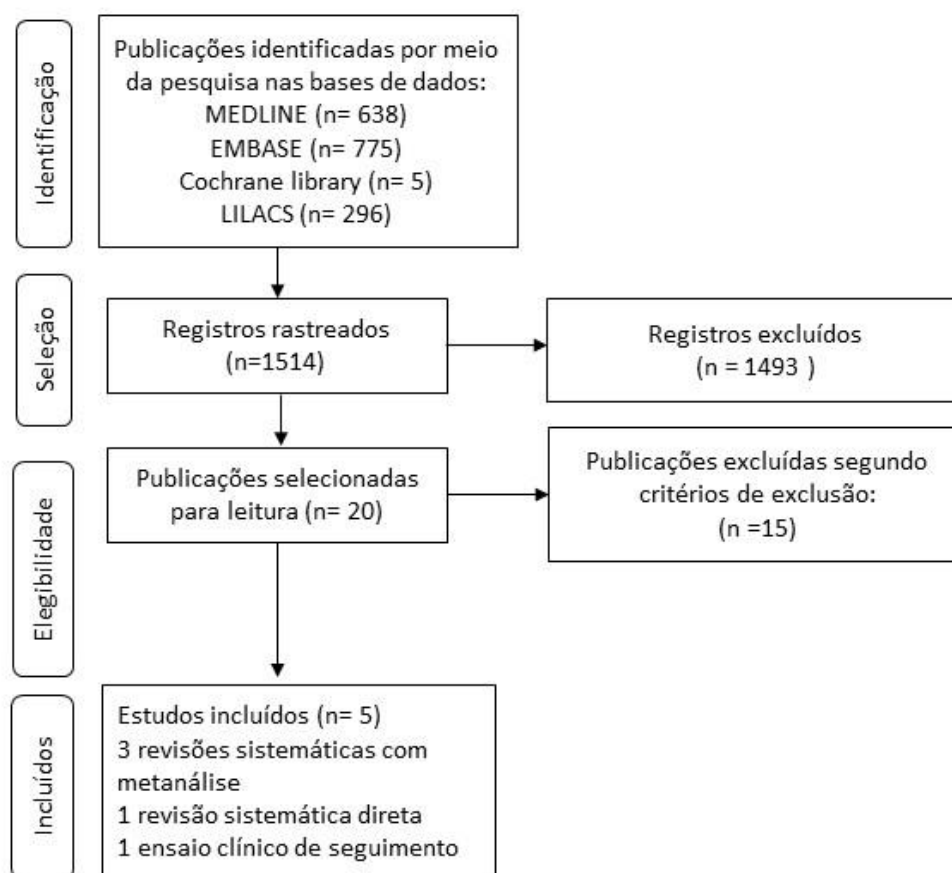 Identificação
Publicações identificadas por meio
da pesquisa nas bases de dados:
MEDLINE (n= 638)
EMBASE (n= 775)
Cochrane library (n= 5)
LILACS (n= 296)
Seleção
Registros rastreados
(n=1514)
Registros excluídos
(n = 1493 )
Elegibilidade
Publicações selecionadas
para leitura (n= 20)
Publicações excluídas segundo
critérios de exclusão:
(n =15)
Incluídos
Estudos incluídos (n= 5)
3 revisões sistemáticas com
metanálise
1 revisão sistemática direta
1 ensaio clínico de seguimento